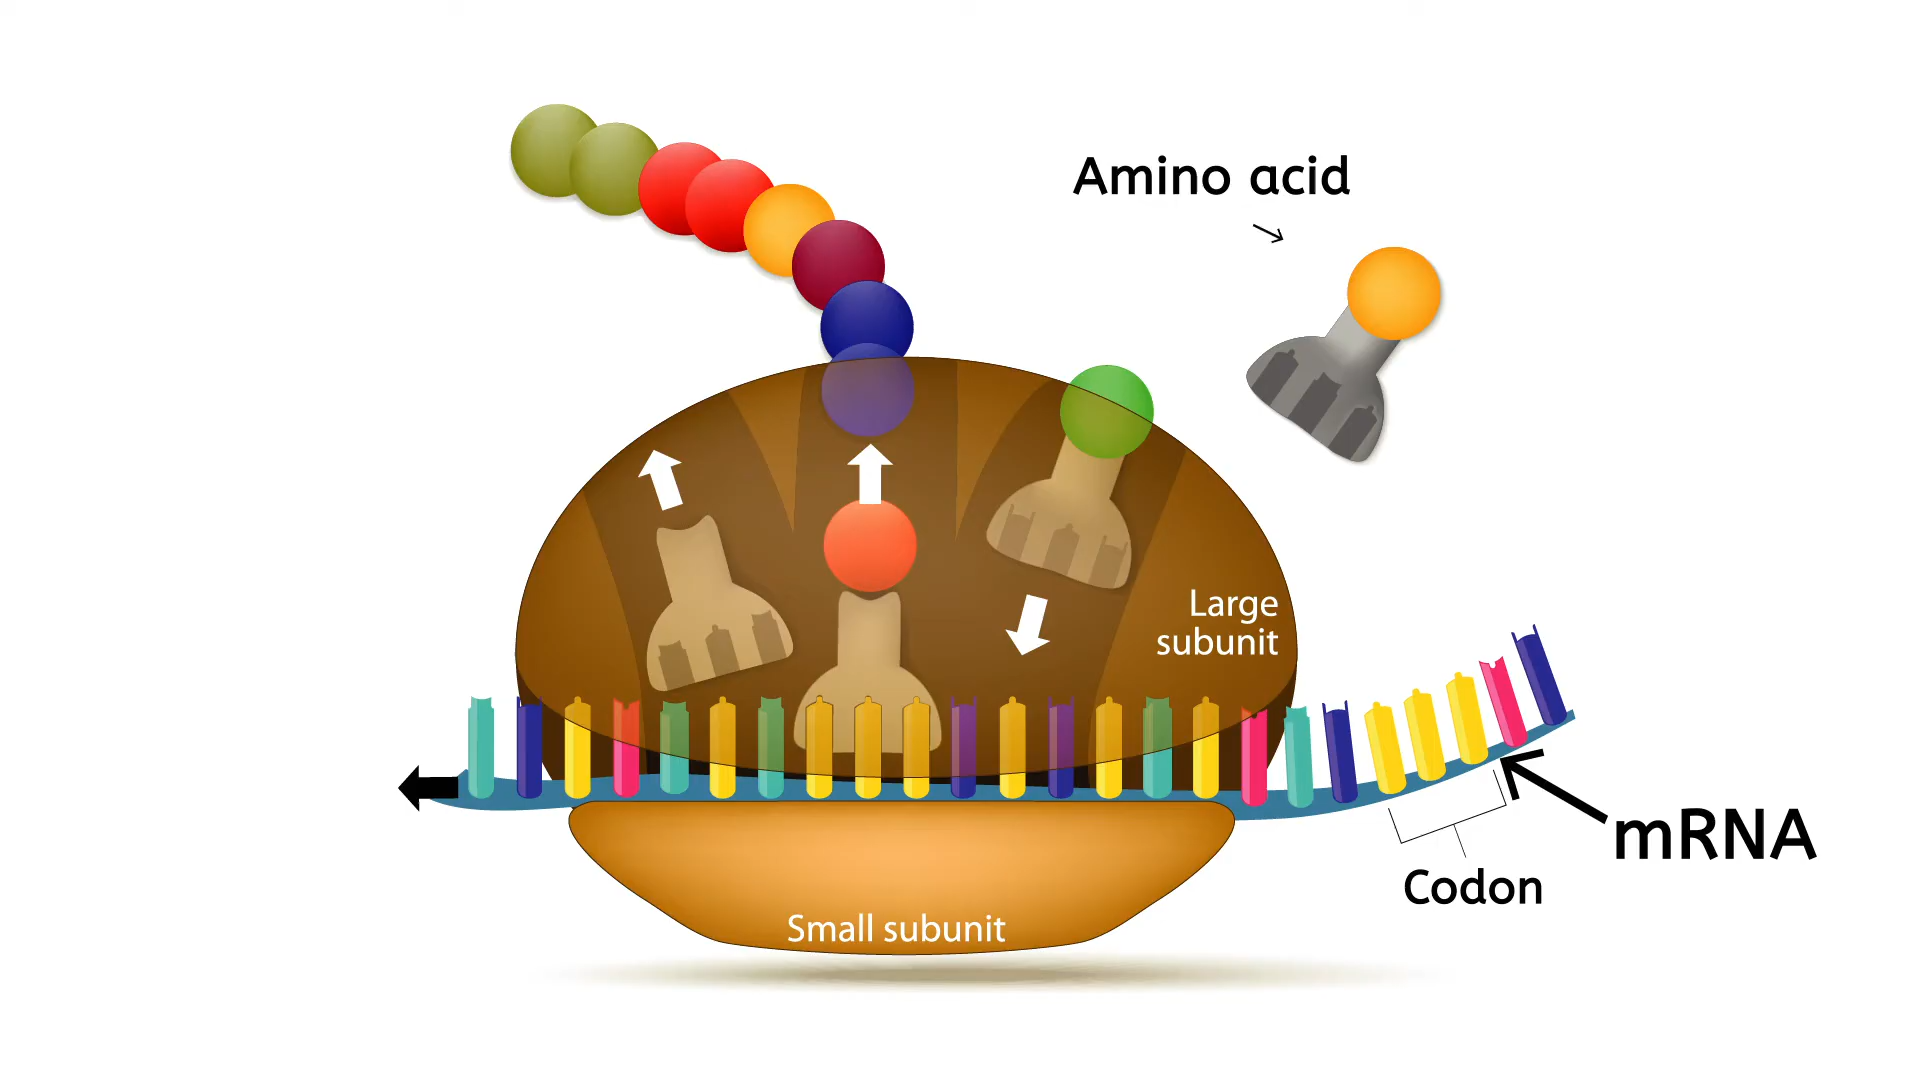 Amino acid
Large
subunit
mRNA
Codon
Small subunit